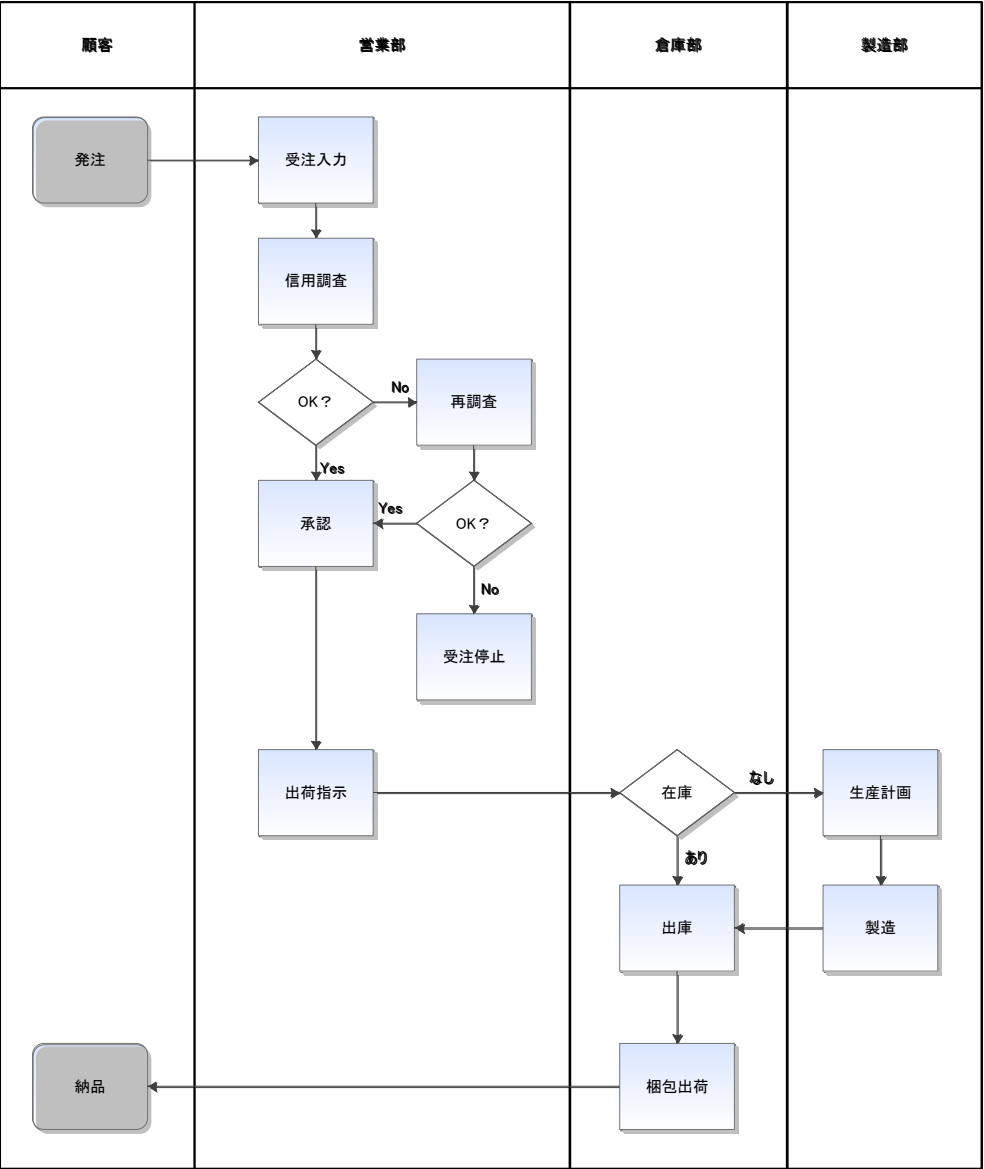 顧客
営業部
倉庫部
製造部
発注
受注入力
信用調査
OK？
No
再調査
Yes
承認
Yes
OK？
No
受注停止
出荷指示
在庫
なし
生産計画
あり
出庫
製造
納品
梱包出荷